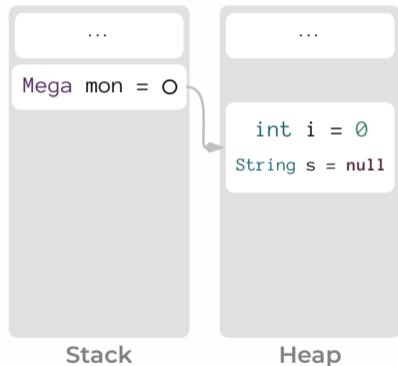 ...
Mega mon = O
Stack
...
int i = 0
String s = null
Heap